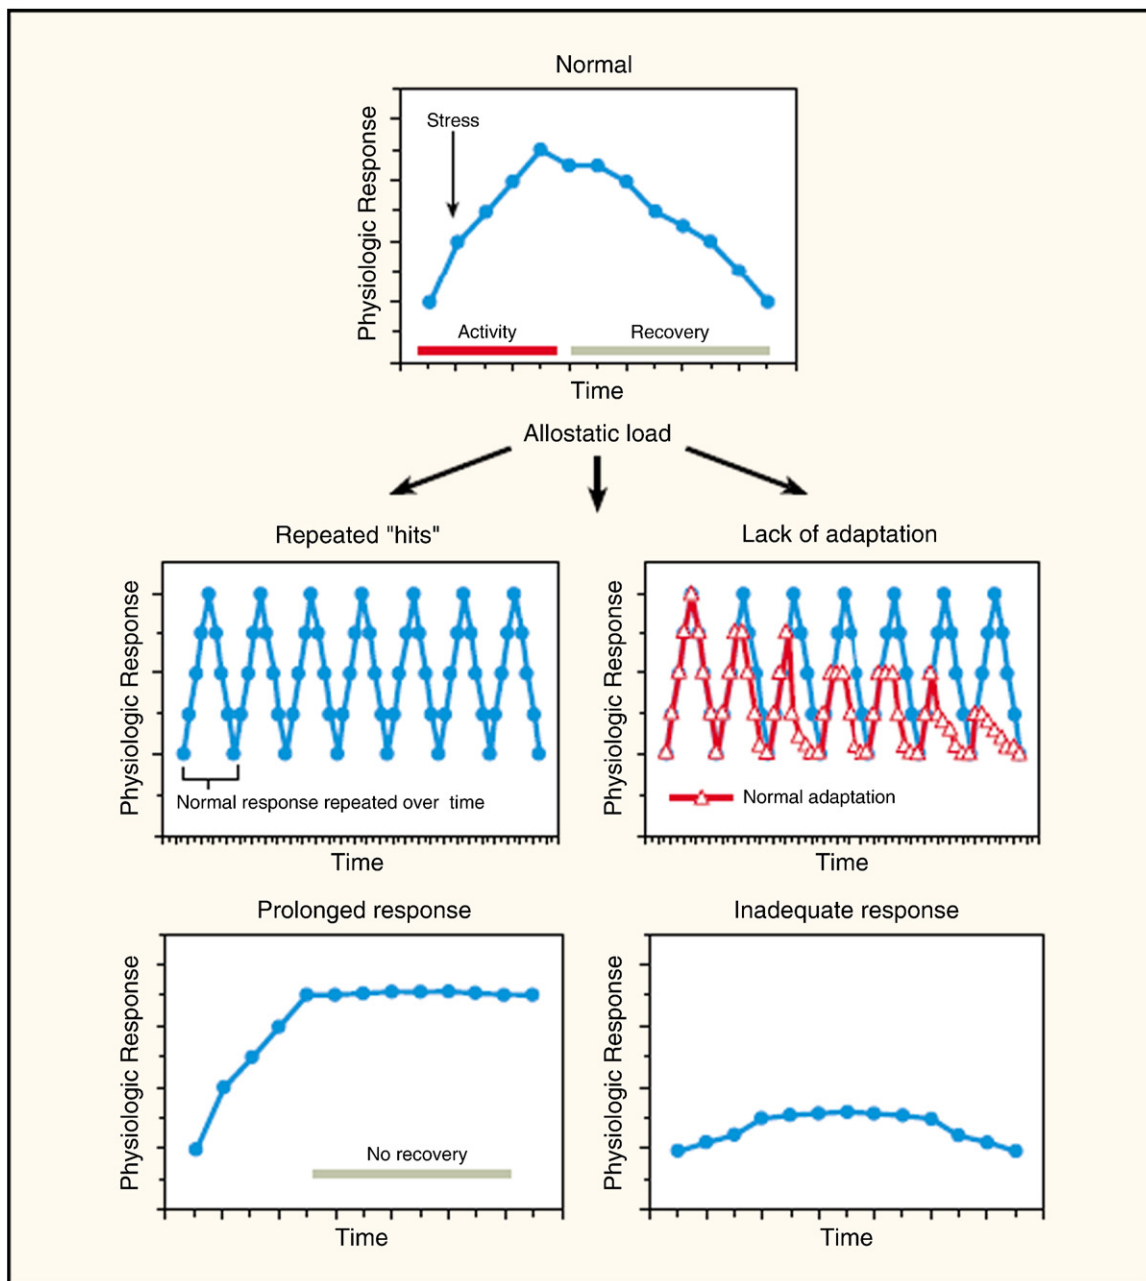 Normal
Physiologic Response
Stress
Activity
Recovery
Time
Allostatic load
Repeated "hits"
Physiologic Response
Normal response repeated over time
Time
Lack of adaptation
Physiologic Response
Normal adaptation
Time
Prolonged response
Physiologic Response
No recovery
Time
Inadequate response
Physiologic Response
Time